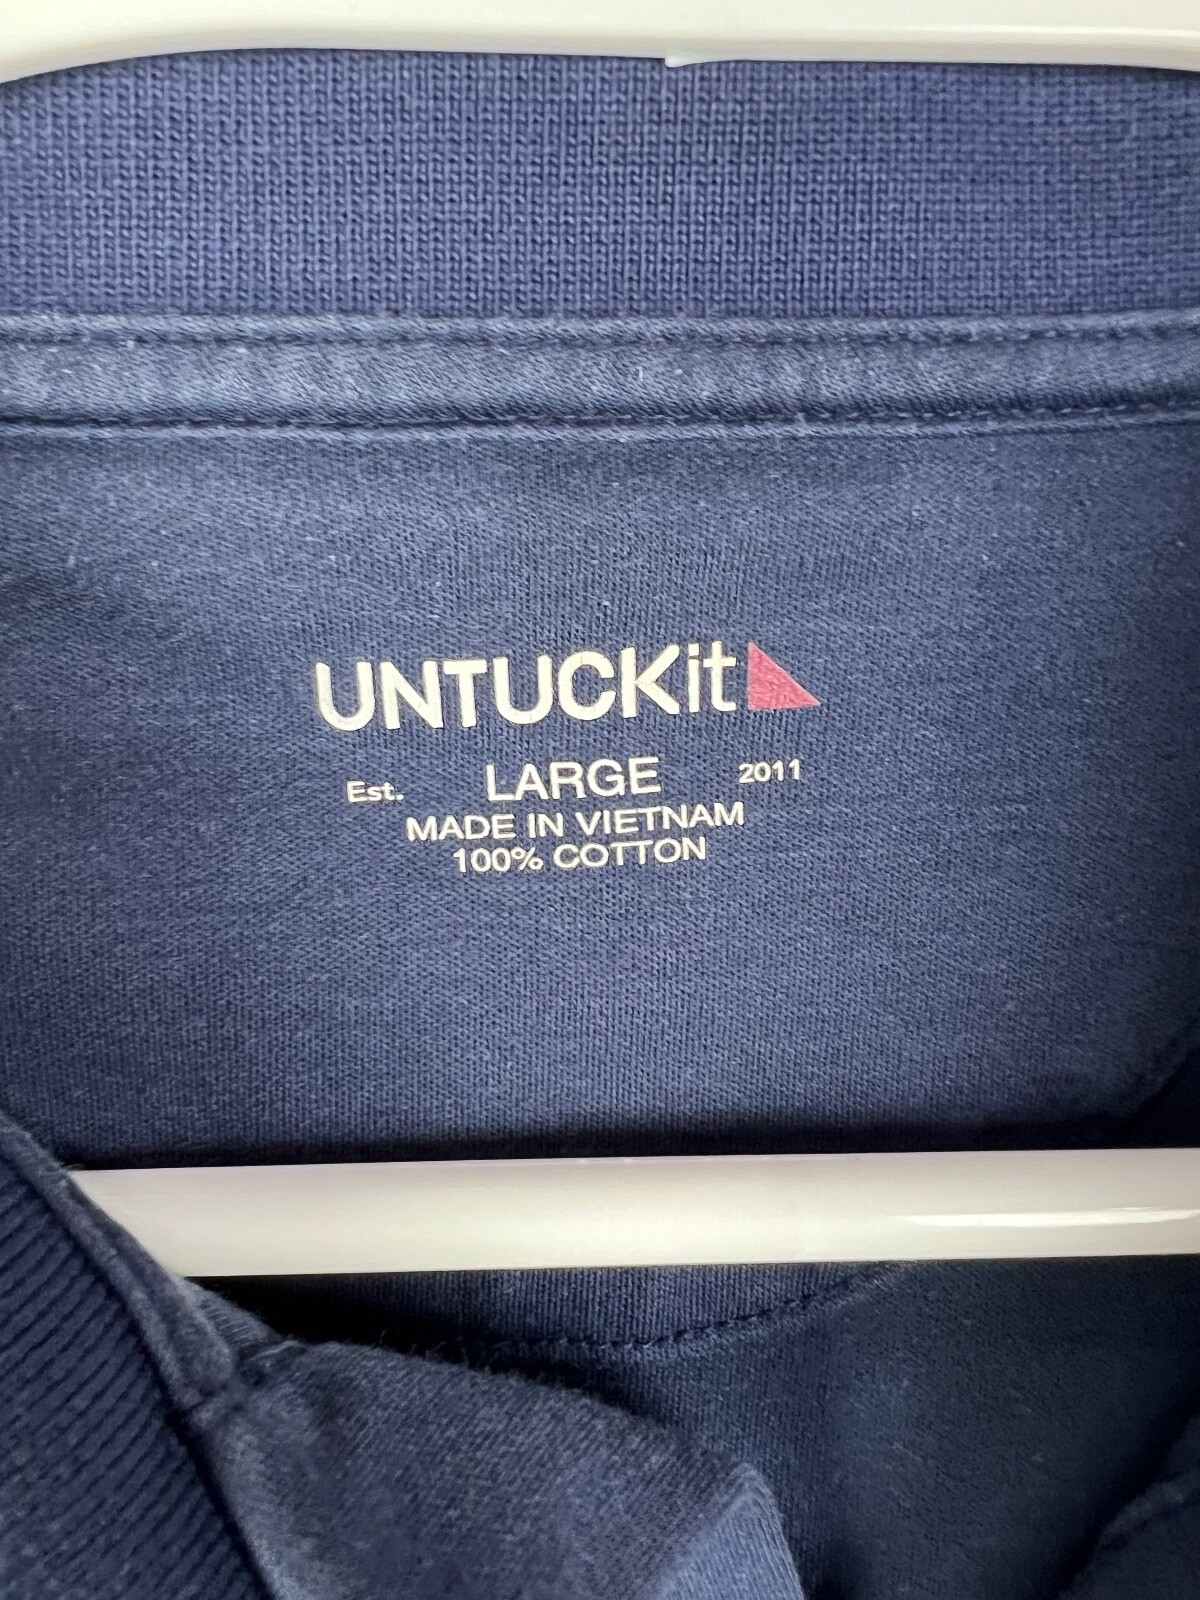 UNTUCKit
Est. LARGE 2011
MADE IN VIETNAM
100% COTTON